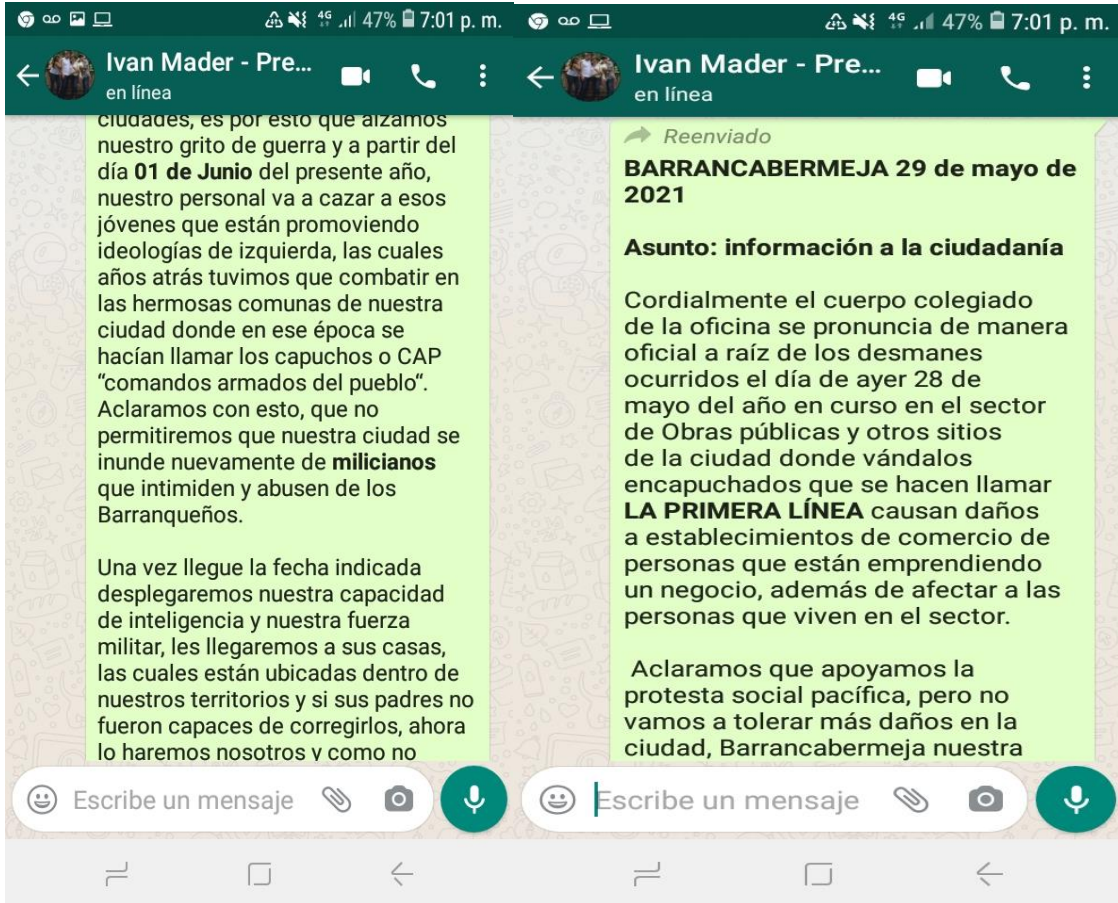 47% 7:01 p. m.
Ivan Mader - Pre...
en línea
ciudades, es por esto que alzamos
nuestro grito de guerra y a partir del
día 01 de Junio del presente año,
nuestro personal va a cazar a esos
jóvenes que están promoviendo
ideologías de izquierda, las cuales
años atrás tuvimos que combatir en
las hermosas comunas de nuestra
ciudad donde en ese época se
hacían llamar los capuchos o CAP
“comandos armados del pueblo“.
Aclaramos con esto, que no
permitiremos que nuestra ciudad se
inunde nuevamente de milicianos
que intimiden y abusen de los
Barranqueños.
Una vez llegue la fecha indicada
desplegaremos nuestra capacidad
de inteligencia y nuestra fuerza
militar, les llegaremos a sus casas,
las cuales están ubicadas dentro de
nuestros territorios y si sus padres no
fueron capaces de corregirlos, ahora
lo haremos nosotros y como no
Escribe un mensaje
4G 47% 7:01 p. m.
Ivan Mader - Pre...
en línea
Reenviado
BARRANCABERMEJA 29 de mayo de
2021
Asunto: información a la ciudadanía
Cordialmente el cuerpo colegiado
de la oficina se pronuncia de manera
oficial a raíz de los desmanes
ocurridos el día de ayer 28 de
mayo del año en curso en el sector
de Obras públicas y otros sitios
de la ciudad donde vándalos
encapuchados que se hacen llamar
LA PRIMERA LÍNEA causan daños
a establecimientos de comercio de
personas que están emprendiendo
un negocio, además de afectar a las
personas que viven en el sector.
Aclaramos que apoyamos la
protesta social pacífica, pero no
vamos a tolerar más daños en la
ciudad, Barrancabermeja nuestra
Escribe un mensaje